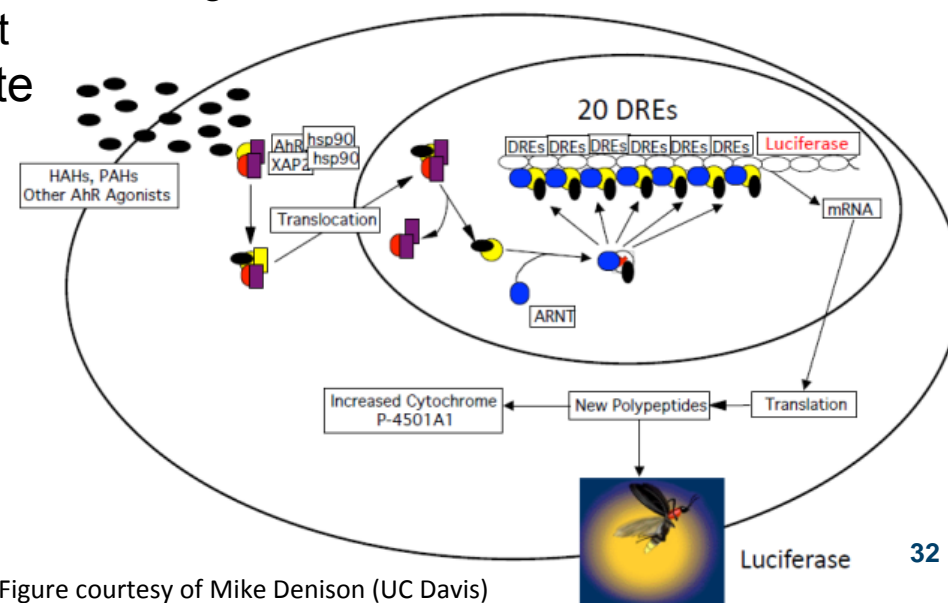 t
te
20 DREs
HAHs, PAHs
Other AhR Agonists
AhR
hsp90
XAP2
hsp90
DREs DREs DREs DREs DREs DREs
Luciferase
Translocation
mRNA
ARNT
Increased Cytochrome
P-4501A1
New Polypeptides
Translation
Luciferase
32
Figure courtesy of Mike Denison (UC Davis)